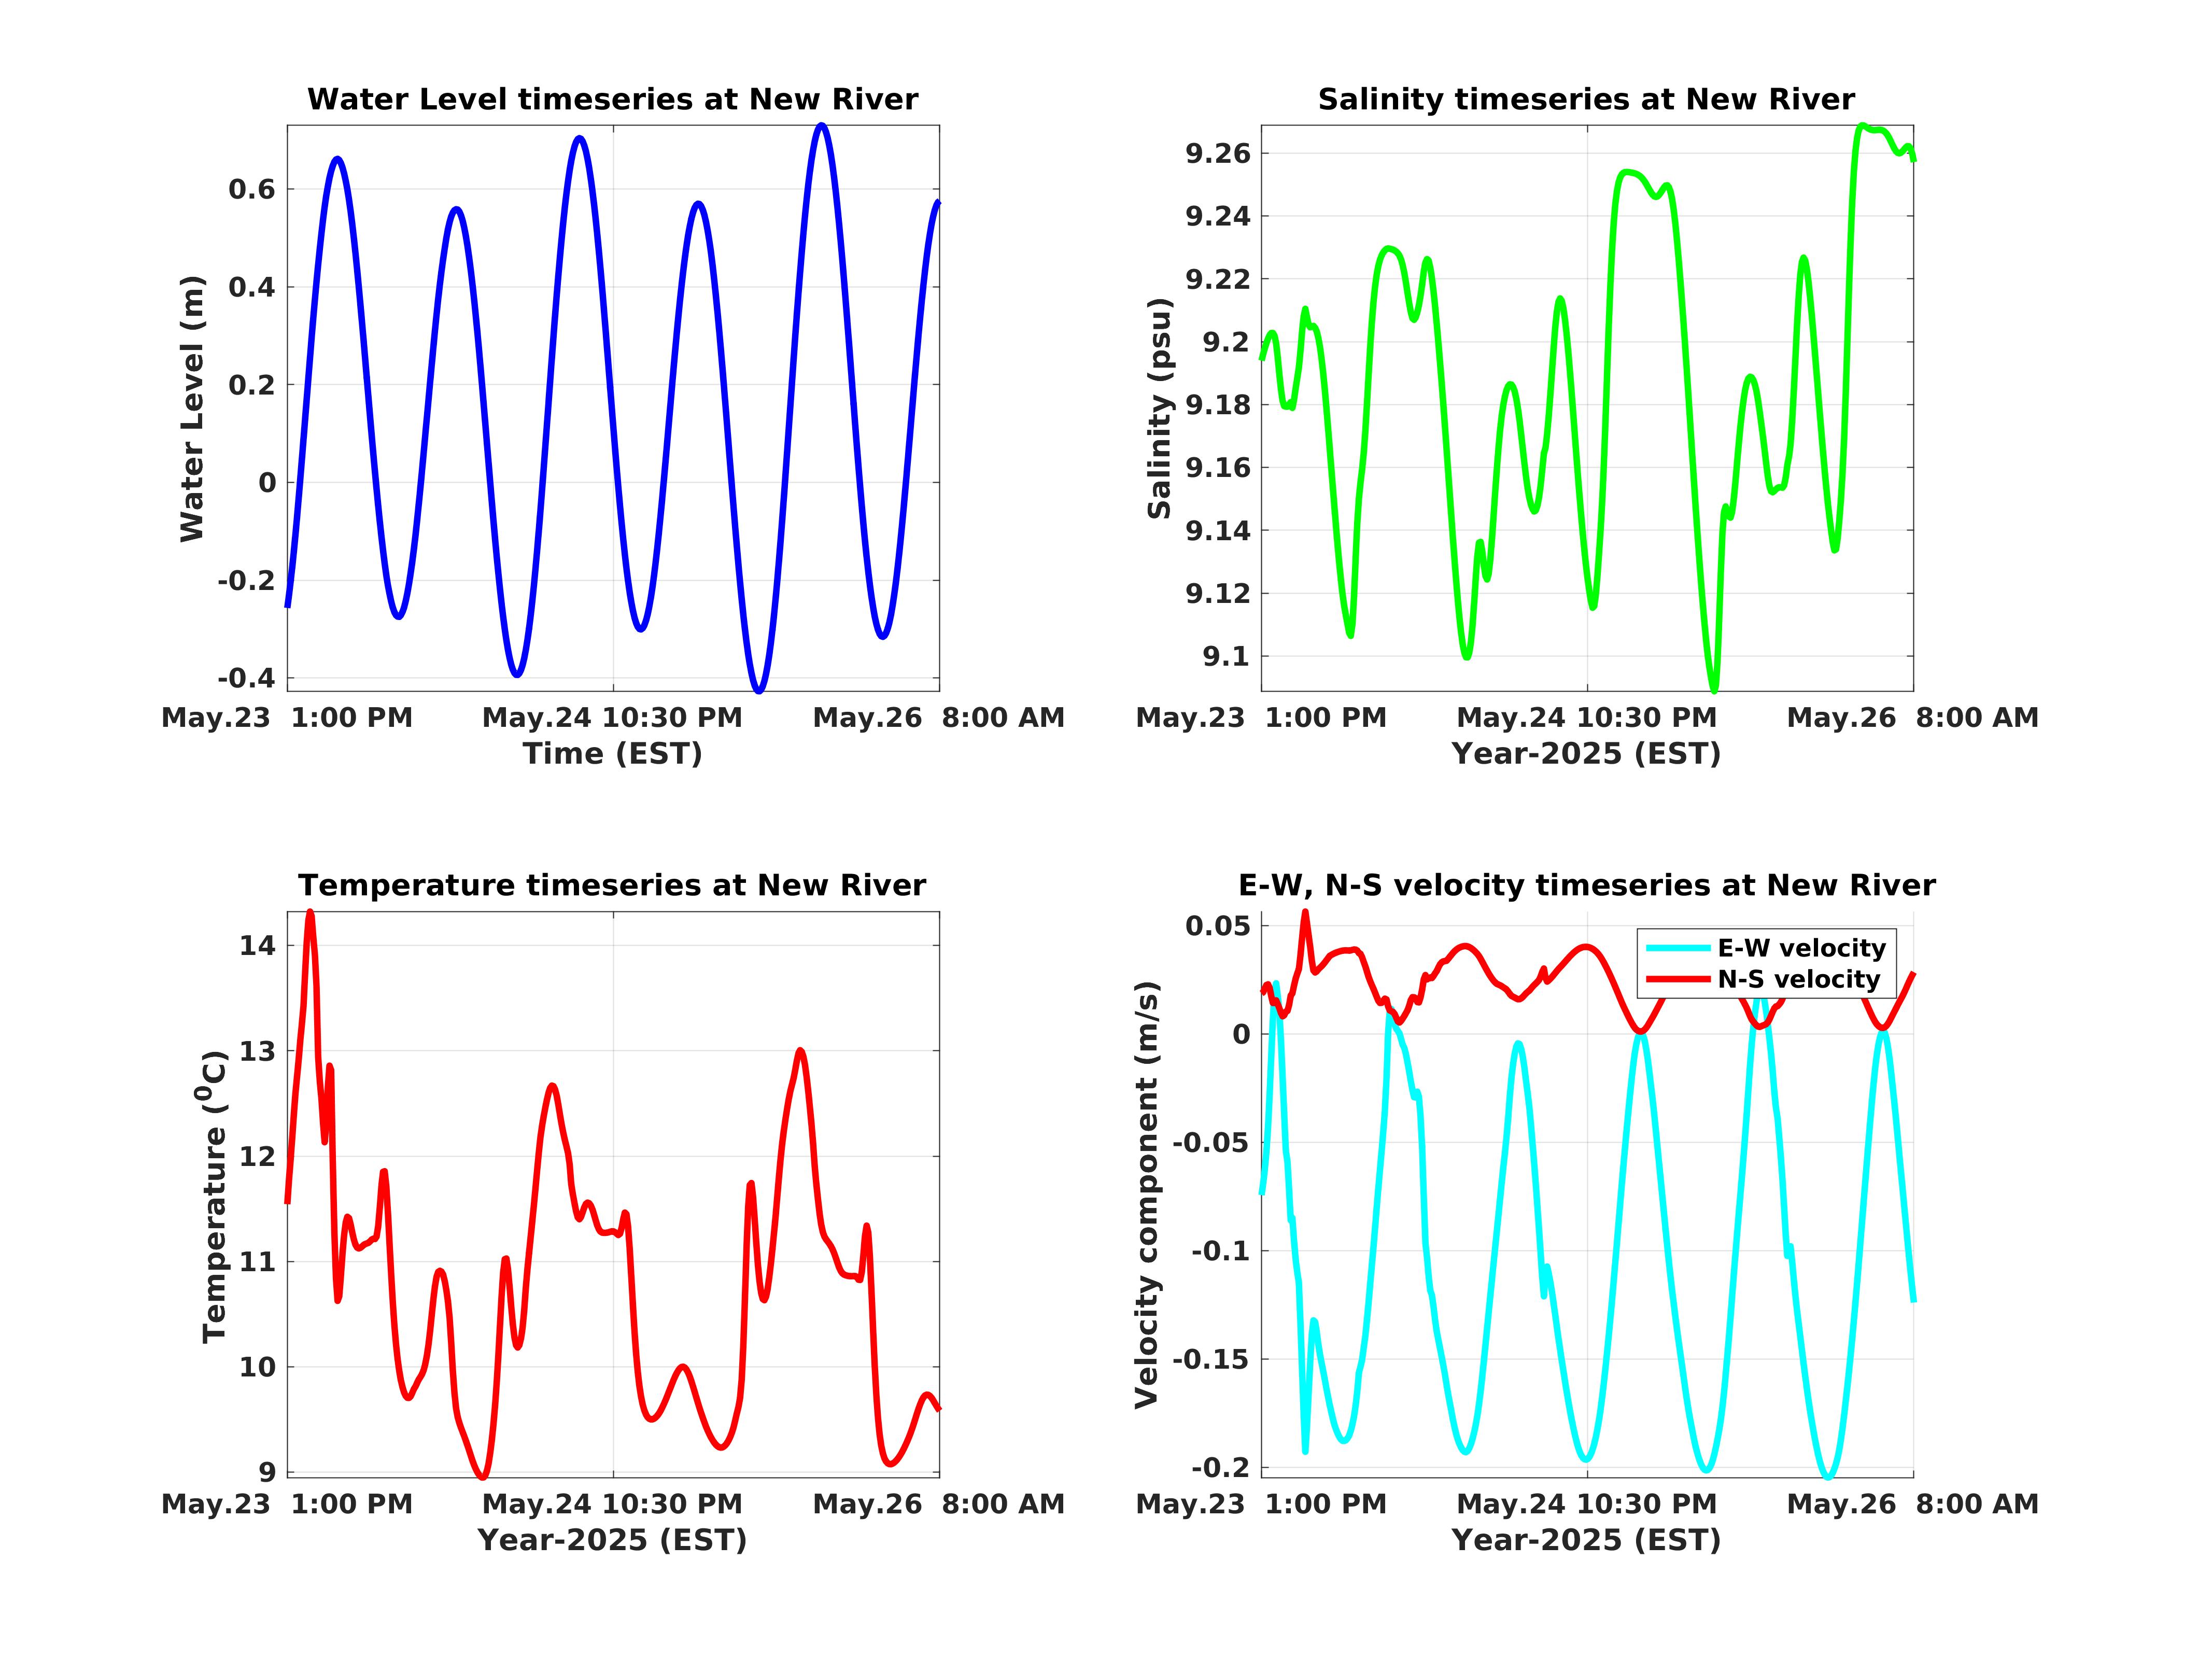 Water Level timeseries at New River
Water Level (m)
0.6
0.4
0.2
0
-0.2
-0.4
May.23 1:00 PM May.24 10:30 PM May.26 8:00 AM
Time (EST)
Salinity timeseries at New River
Salinity (psu)
9.26
9.24
9.22
9.2
9.18
9.16
9.14
9.12
9.1
May.23 1:00 PM May.24 10:30 PM May.26 8:00 AM
Year-2025 (EST)
Temperature timeseries at New River
Temperature (⁰C)
14
13
12
11
10
9
May.23 1:00 PM May.24 10:30 PM May.26 8:00 AM
Year-2025 (EST)
E-W, N-S velocity timeseries at New River
Velocity component (m/s)
0.05
0
-0.05
-0.1
-0.15
-0.2
E-W velocity
N-S velocity
May.23 1:00 PM May.24 10:30 PM May.26 8:00 AM
Year-2025 (EST)